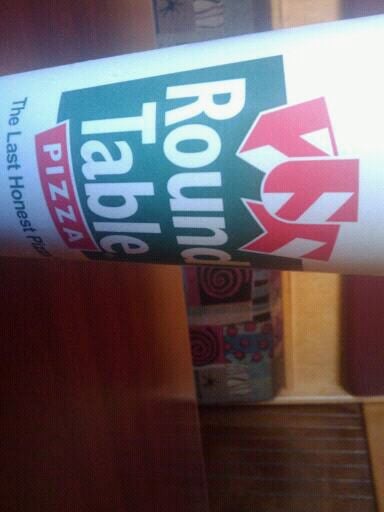 Round
Table
PIZZA
The Last Honest